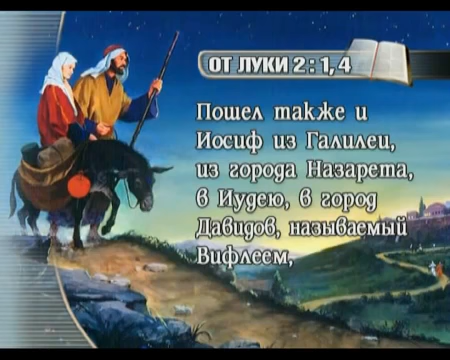 ОТ ЛУКИ 2 : 1, 4
Пошел также и
Иосиф из Галилеи,
из города Назарета,
в Иудею, в город
Давидов, называемый
Вифлеем,